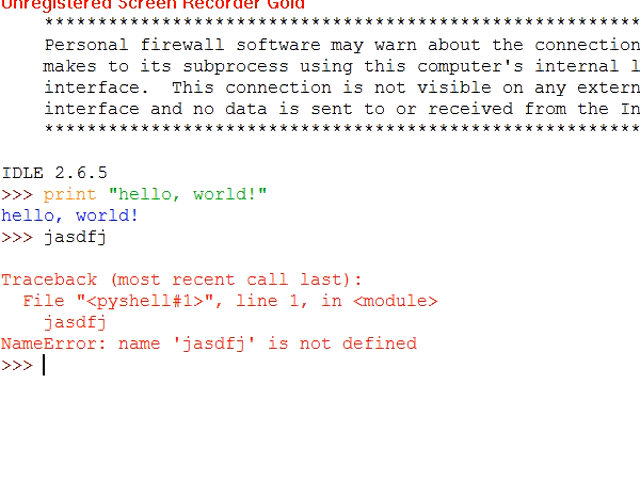 Unregistered Screen Recorder Gold
********************************************************
Personal firewall software may warn about the connection
makes to its subprocess using this computer's internal l
interface.  This connection is not visible on any extern
interface and no data is sent to or received from the In
********************************************************
IDLE 2.6.5
>>> print "hello, world!"
hello, world!
>>> jasdfj
Traceback (most recent call last):
  File "<pyshell#1>", line 1, in <module>
    jasdfj
NameError: name 'jasdfj' is not defined
>>>